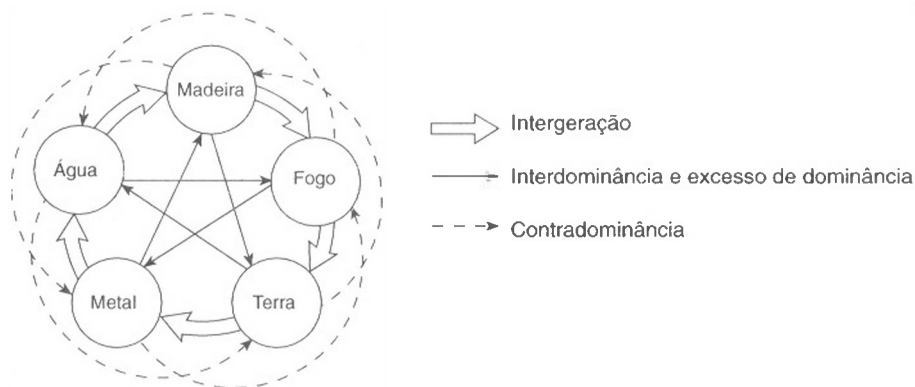 Madeira
Água
Fogo
Metal
Terra
Intergeração
Interdominância e excesso de dominância
Contradominância